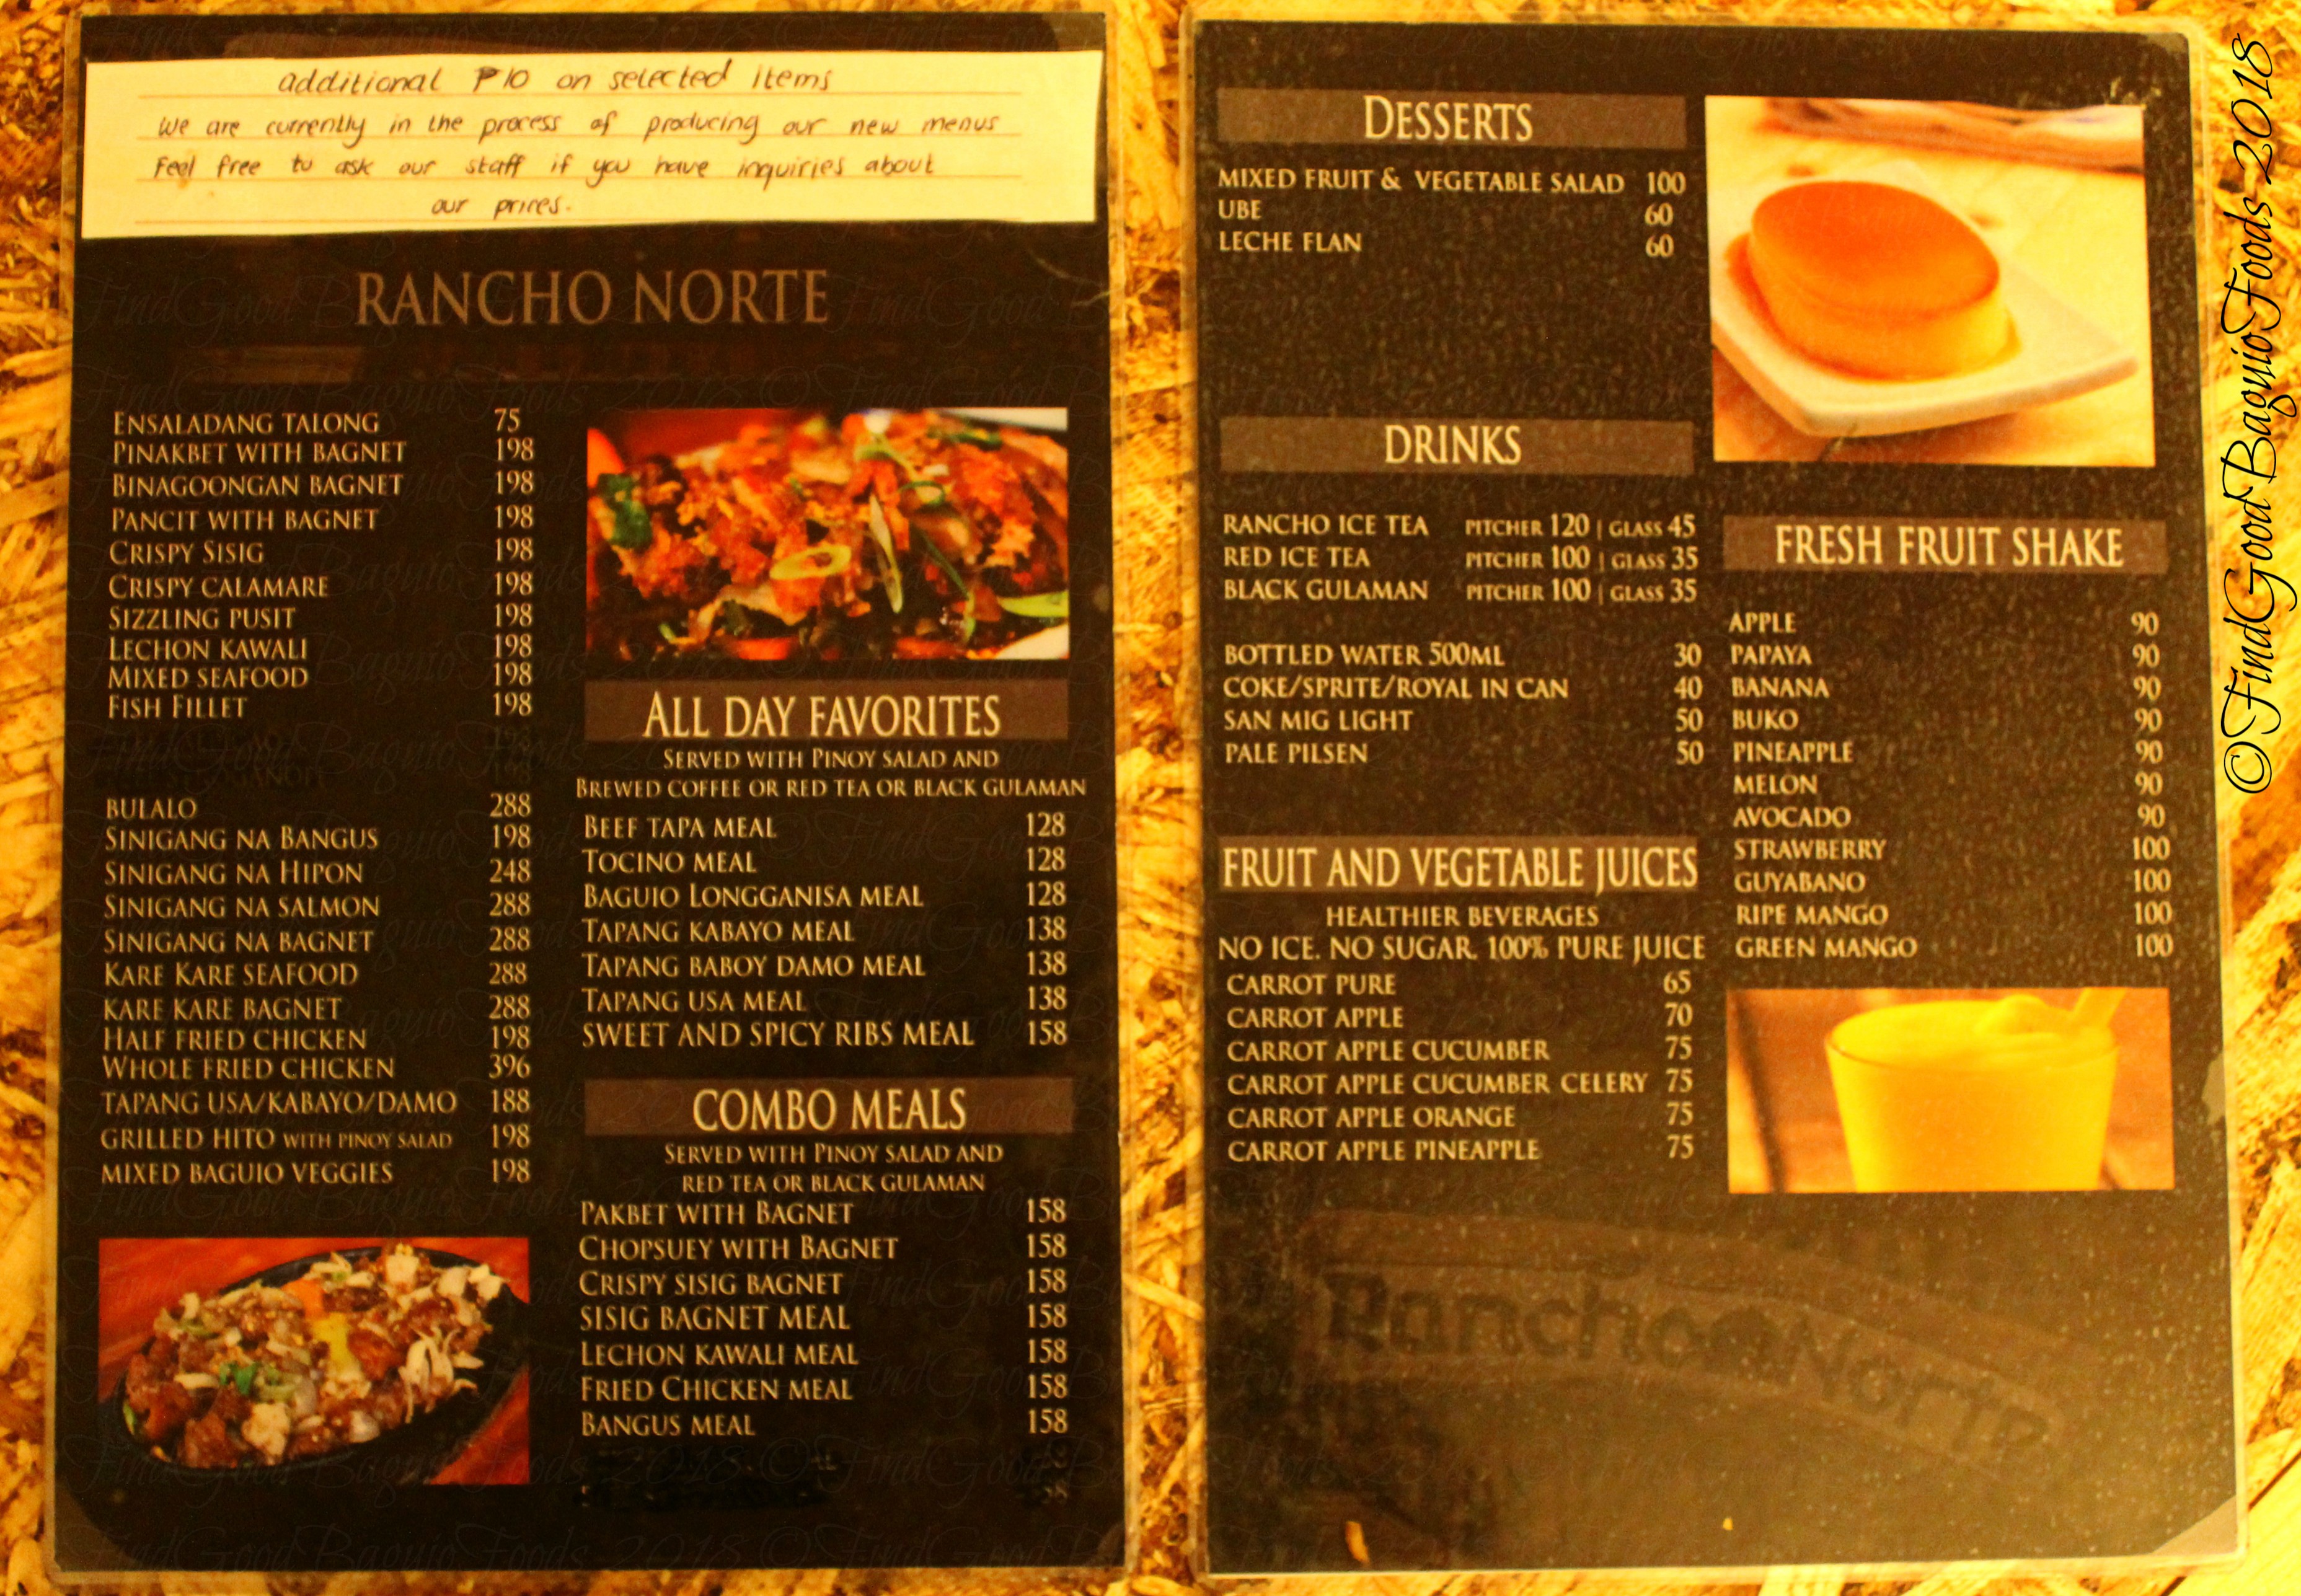 additional ₱10 on selected items
We are currently in the process of producing our new menus
Feel free to ask our staff if you have inquiries about
our prices.
RANCHO NORTE
ENSALADANG TALONG 75
PINAKBET WITH BAGNET 198
BINAGOONGAN BAGNET 198
PANCIT WITH BAGNET 198
CRISPY SISIG 198
CRISPY CALAMARE 198
SIZZLING PUSIT 198
LECHON KAWALI 198
MIXED SEAFOOD 198
FISH FILLET 198
BULALO 288
SINIGANG NA BANGUS 198
SINIGANG NA HIPON 248
SINIGANG NA SALMON 288
SINIGANG NA BAGNET 288
KARE KARE SEAFOOD 288
KARE KARE BAGNET 288
HALF FRIED CHICKEN 198
WHOLE FRIED CHICKEN 396
TAPANG USA/KABAYO/DAMO 188
GRILLED HITO WITH PINOY SALAD 198
MIXED BAGUIO VEGGIES 198
ALL DAY FAVORITES
SERVED WITH PINOY SALAD AND
BREWED COFFEE OR RED TEA OR BLACK GULAMAN
BEEF TAPA MEAL 128
TOCINO MEAL 128
BAGUIO LONGGANISA MEAL 128
TAPANG KABAYO MEAL 138
TAPANG BABOY DAMO MEAL 138
TAPANG USA MEAL 138
SWEET AND SPICY RIBS MEAL 158
COMBO MEALS
SERVED WITH PINOY SALAD AND
RED TEA OR BLACK GULAMAN
PAKBET WITH BAGNET 158
CHOPSUEY WITH BAGNET 158
CRISPY SISIG BAGNET 158
SISIG BAGNET MEAL 158
LECHON KAWALI MEAL 158
FRIED CHICKEN MEAL 158
BANGUS MEAL 158
DESSERTS
MIXED FRUIT & VEGETABLE SALAD 100
UBE 60
LECHE FLAN 60
DRINKS
RANCHO ICE TEA PITCHER 120 | GLASS 45
RED ICE TEA PITCHER 100 | GLASS 35
BLACK GULAMAN PITCHER 100 | GLASS 35
BOTTLED WATER 500ML 30
COKE/SPRITE/ROYAL IN CAN 40
SAN MIG LIGHT 50
PALE PILSEN 50
FRUIT AND VEGETABLE JUICES
HEALTHIER BEVERAGES
NO ICE. NO SUGAR. 100% PURE JUICE
CARROT PURE 65
CARROT APPLE 70
CARROT APPLE CUCUMBER 75
CARROT APPLE CUCUMBER CELERY 75
CARROT APPLE ORANGE 75
CARROT APPLE PINEAPPLE 75
FRESH FRUIT SHAKE
APPLE 90
PAPAYA 90
BANANA 90
BUKO 90
PINEAPPLE 90
MELON 90
AVOCADO 90
STRAWBERRY 100
GUYABANO 100
RIPE MANGO 100
GREEN MANGO 100
Rancho Norte
©FindGoodBaguioFoods 2018